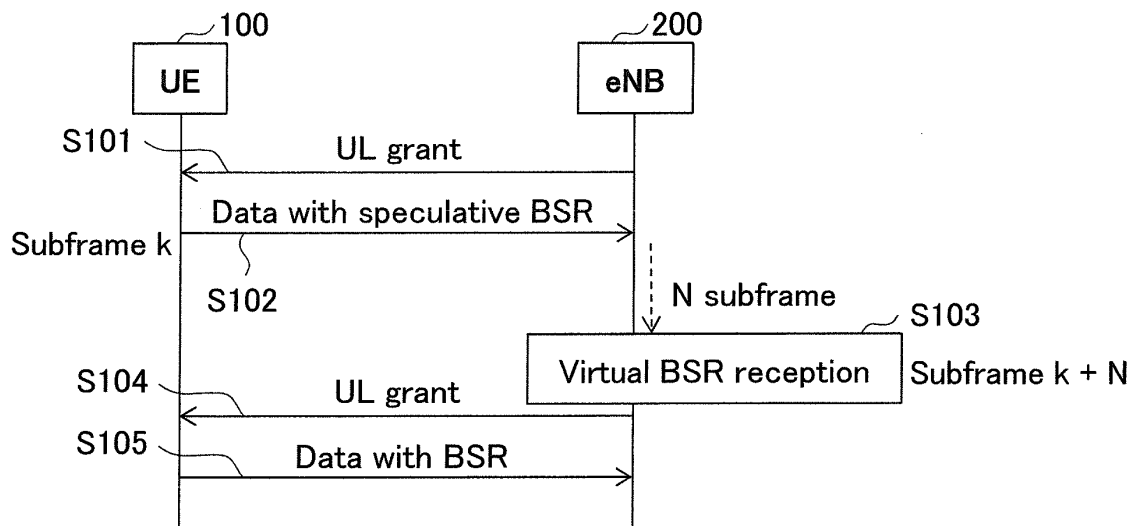 100
200
UE
eNB
S101
UL grant
Data with speculative BSR
Subframe k
S102
N subframe
S103
Virtual BSR reception
Subframe k + N
S104
UL grant
S105
Data with BSR